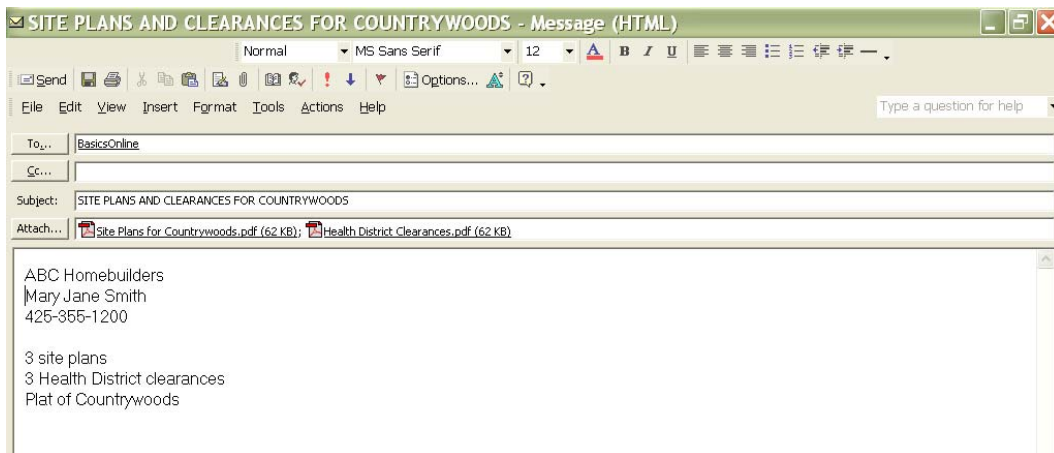 SITE PLANS AND CLEARANCES FOR COUNTRYWOODS - Message (HTML)
Normal MS Sans Serif 12 A B I U
Send Options...
File Edit View Insert Format Tools Actions Help Type a question for help
To... BasicsOnline
Cc...
Subject: SITE PLANS AND CLEARANCES FOR COUNTRYWOODS
Attach... Site Plans for Countrywoods.pdf (62 KB); Health District Clearances.pdf (62 KB)
ABC Homebuilders
Mary Jane Smith
425-355-1200
3 site plans
3 Health District clearances
Plat of Countrywoods